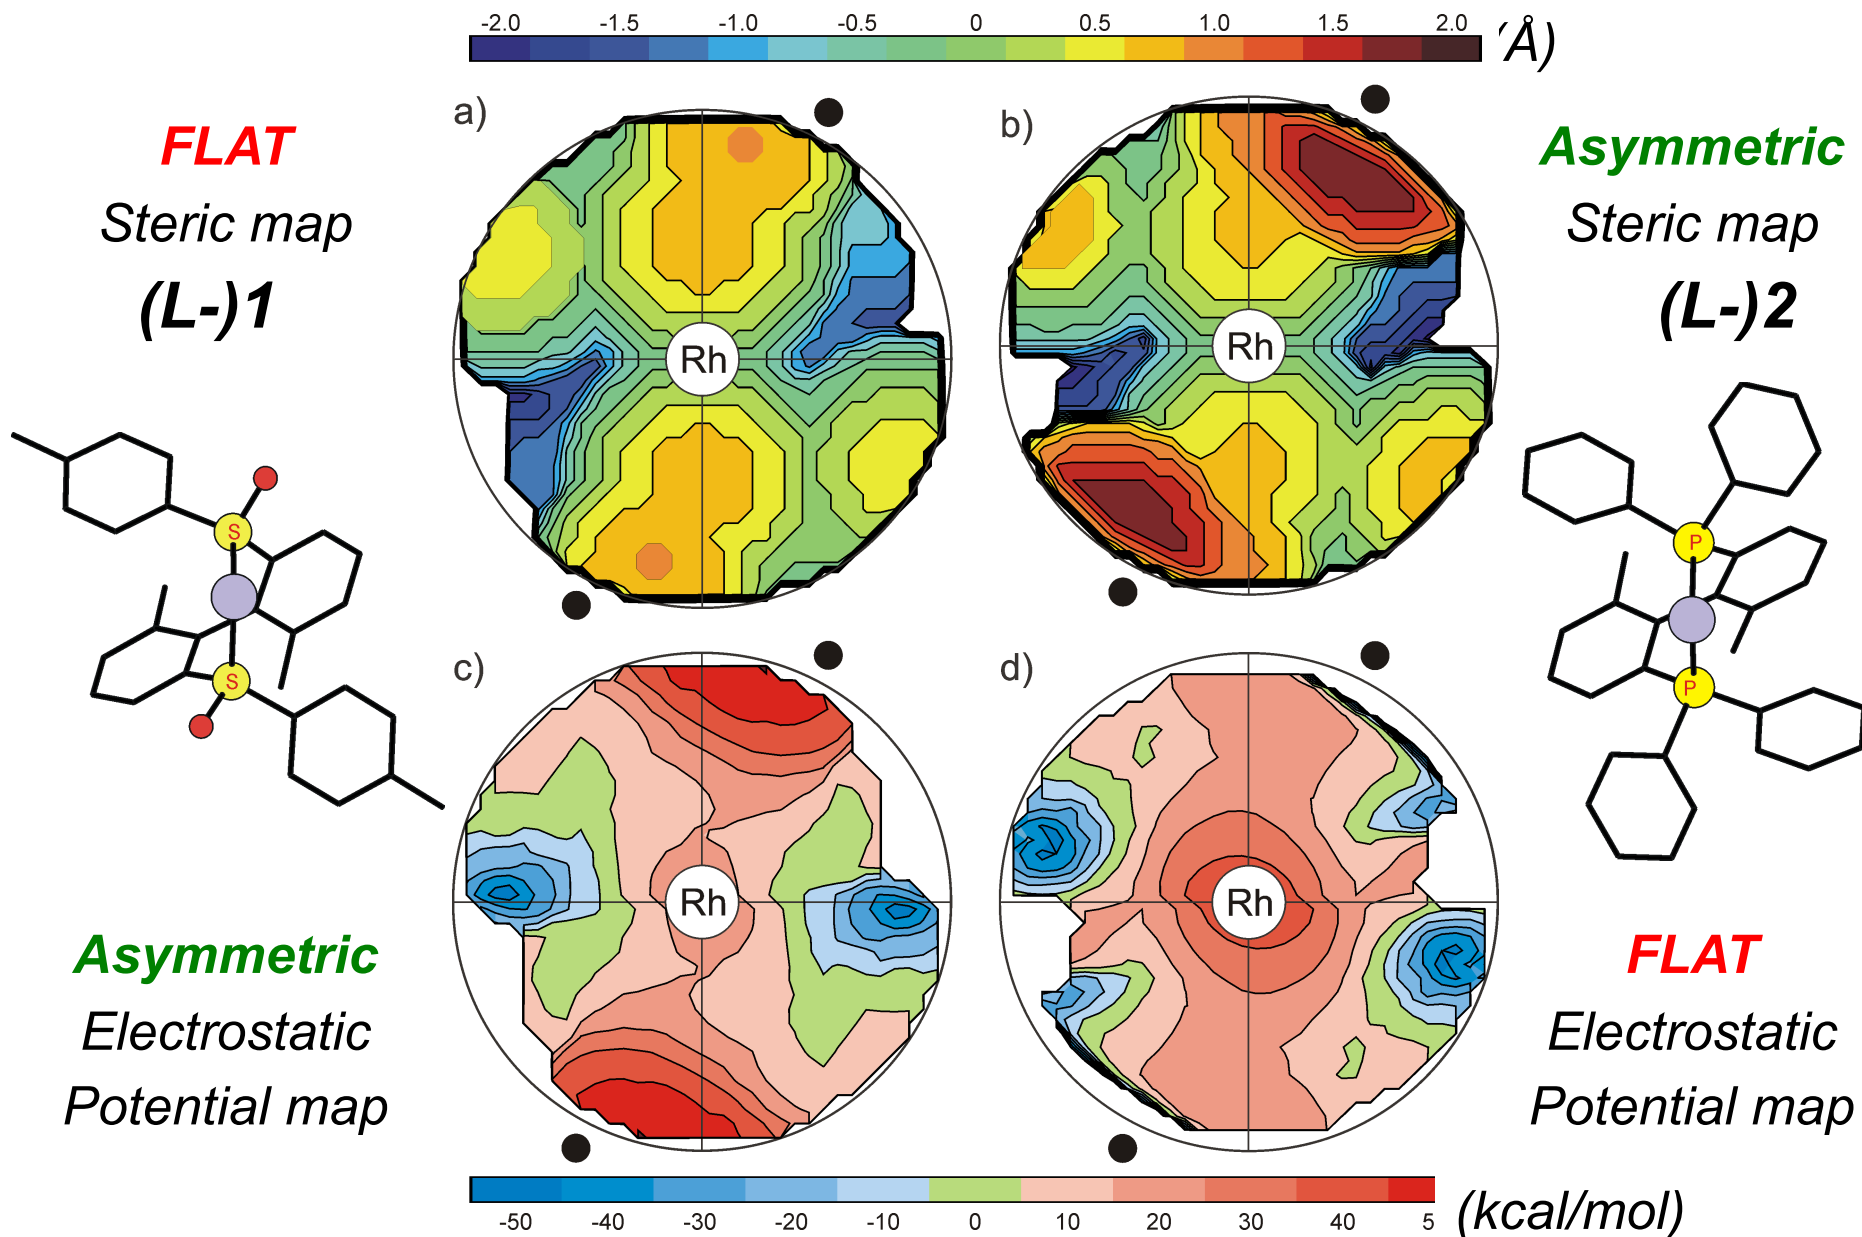 -2.0 -1.5 -1.0 -0.5 0 0.5 1.0 1.5 2.0 (Å)
a)
b)
FLAT
Steric map
(L-)1
Asymmetric
Steric map
(L-)2
Rh
Rh
S
S
P
P
c)
d)
Rh
Rh
Asymmetric
Electrostatic
Potential map
FLAT
Electrostatic
Potential map
-50 -40 -30 -20 -10 0 10 20 30 40 5 (kcal/mol)